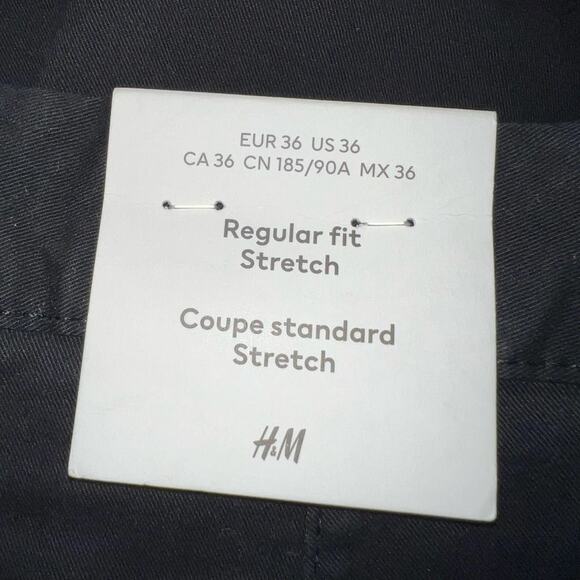 EUR 36 US 36
CA 36 CN 185/90A MX 36
Regular fit
Stretch
Coupe standard
Stretch
H&M